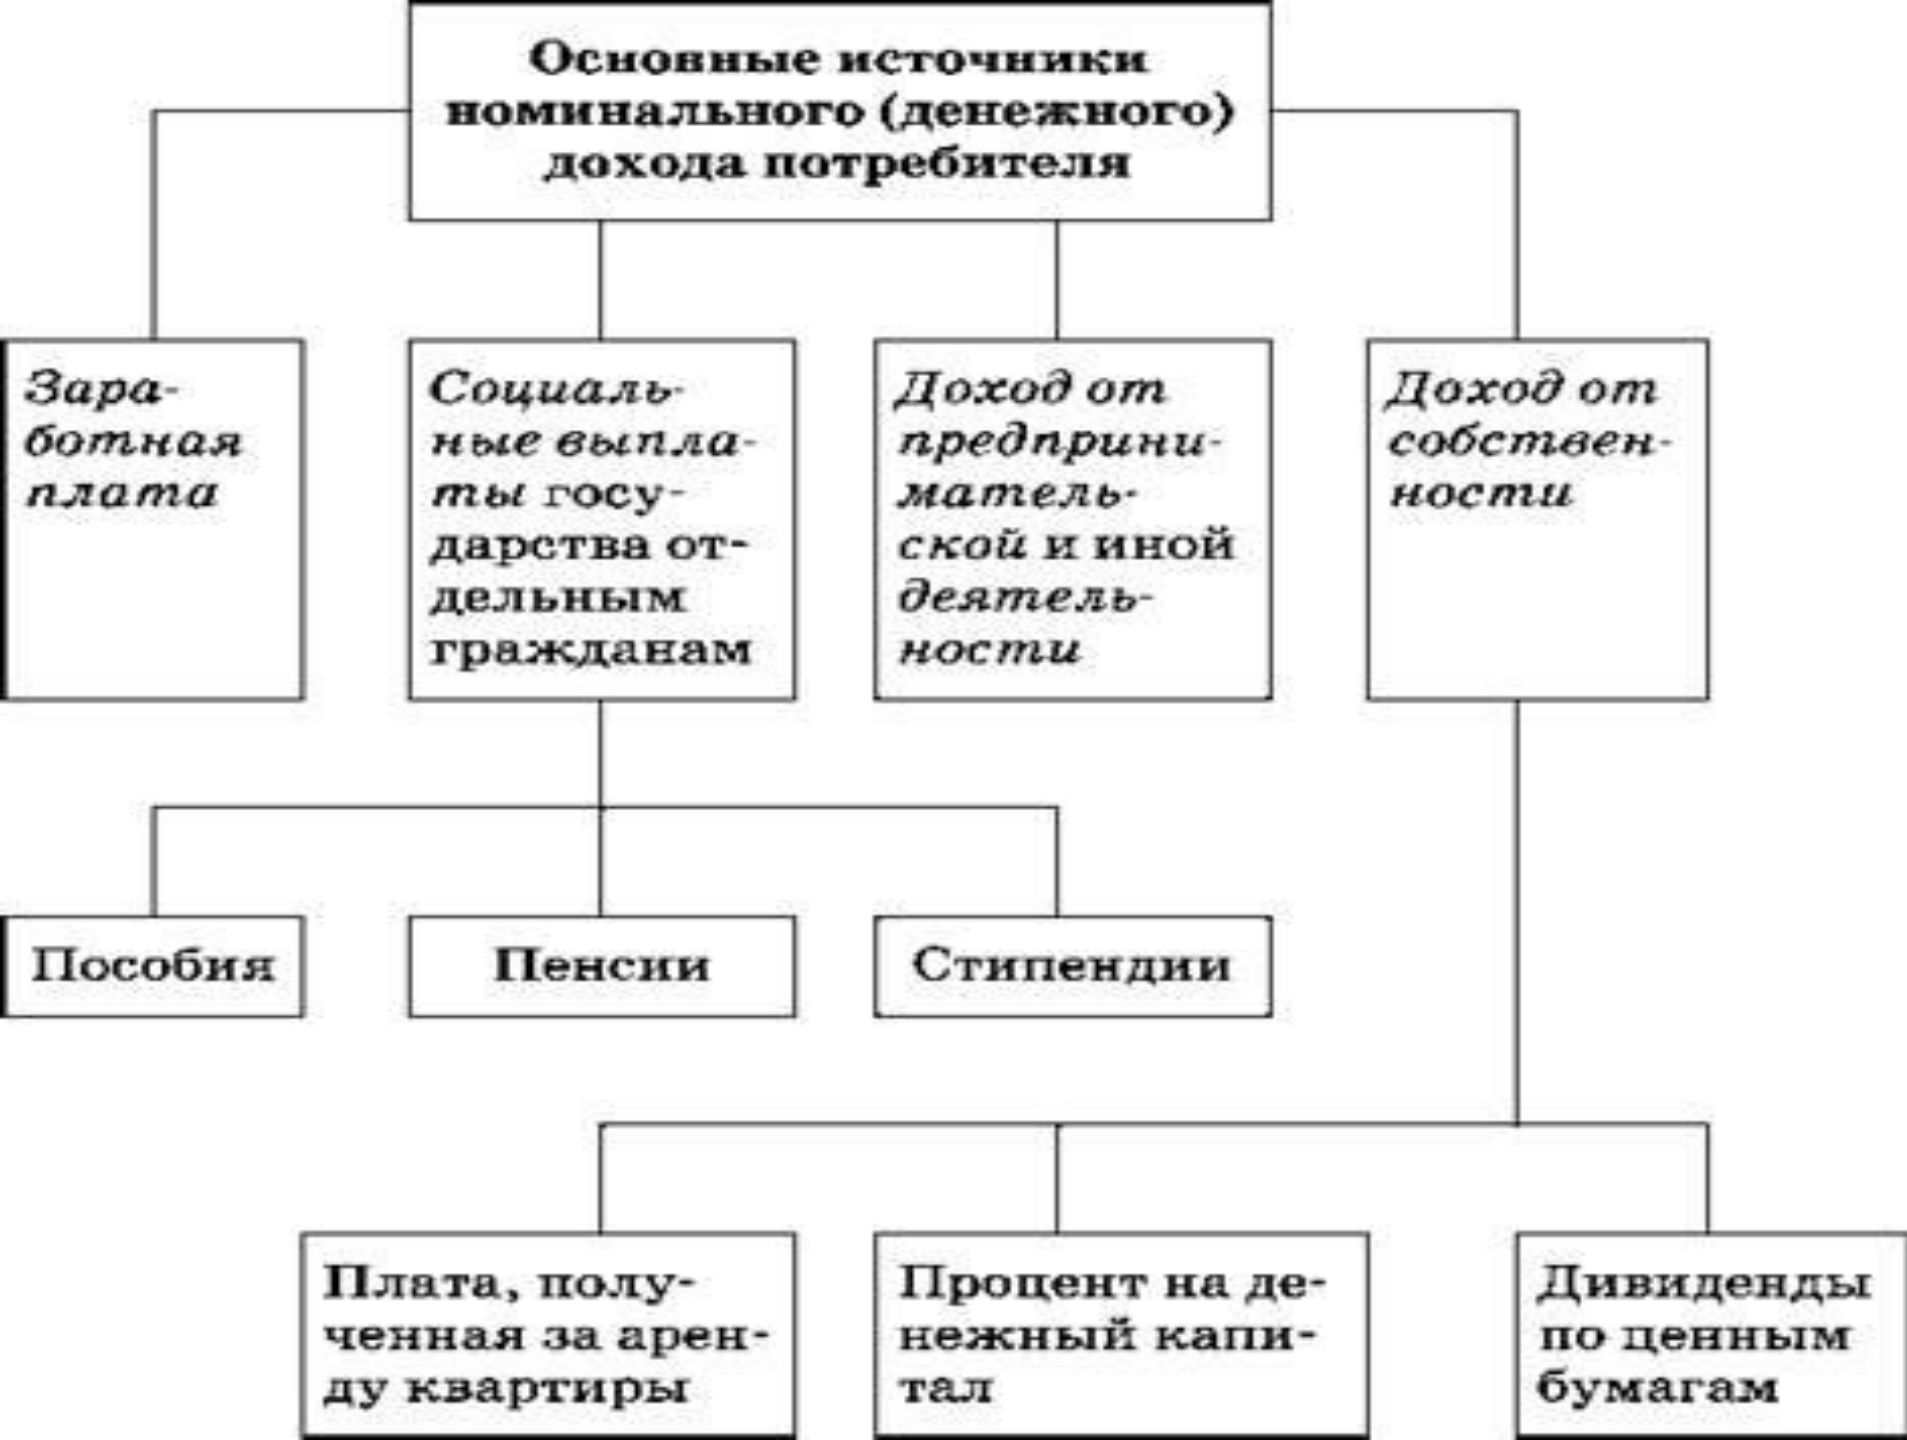 Основные источники
номинального (денежного)
дохода потребителя
Зара-
ботная
плата
Социаль-
ные выпла-
ты госу-
дарства от-
дельным
гражданам
Доход от
предприни-
матель-
ской и иной
деятель-
ности
Доход от
собствен-
ности
Пособия
Пенсии
Стипендии
Плата, полу-
ченная за арен-
ду квартиры
Процент на де-
нежный капи-
тал
Дивиденды
по ценным
бумагам